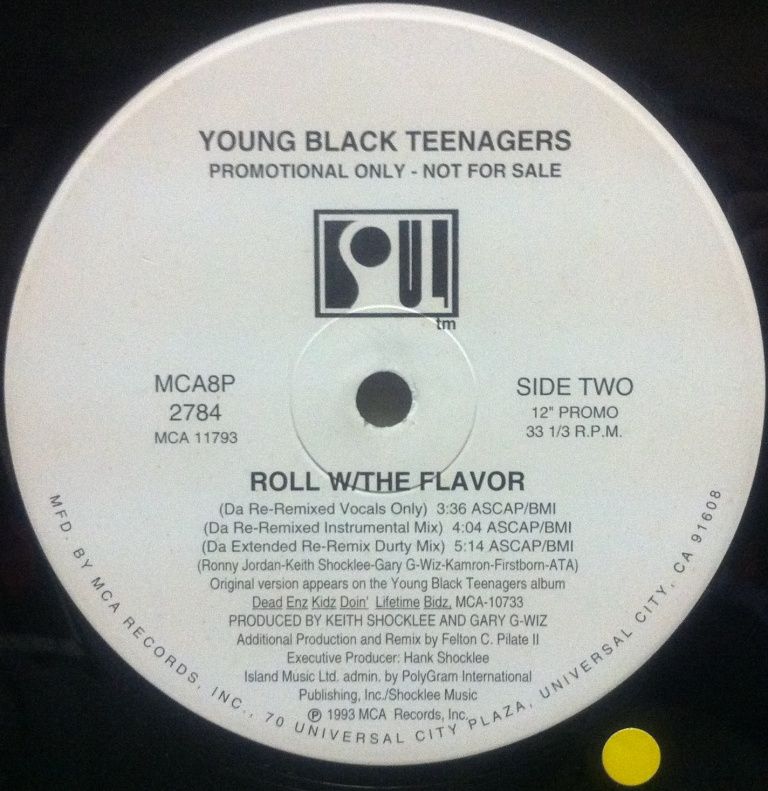 YOUNG BLACK TEENAGERS
PROMOTIONAL ONLY - NOT FOR SALE
SOUL
tm
MCA8P
2784
MCA 11793
SIDE TWO
12" PROMO
33 1/3 R.P.M.
ROLL W/THE FLAVOR
(Da Re-Remixed Vocals Only) 3:36 ASCAP/BMI
(Da Re-Remixed Instrumental Mix) 4:04 ASCAP/BMI
(Da Extended Re-Remix Durty Mix) 5:14 ASCAP/BMI
(Ronny Jordan-Keith Shocklee-Gary G-Wiz-Kamron-Firstborn-ATA)
Original version appears on the Young Black Teenagers album
Dead Enz Kidz Doin' Lifetime Bidz, MCA-10733
PRODUCED BY KEITH SHOCKLEE AND GARY G-WIZ
Additional Production and Remix by Felton C. Pilate II
Executive Producer: Hank Shocklee
Island Music Ltd. admin. by PolyGram International
Publishing, Inc./Shocklee Music
℗ 1993 MCA Records, Inc.
MFD. BY MCA RECORDS, INC., 70 UNIVERSAL CITY PLAZA, UNIVERSAL CITY, CA 91608